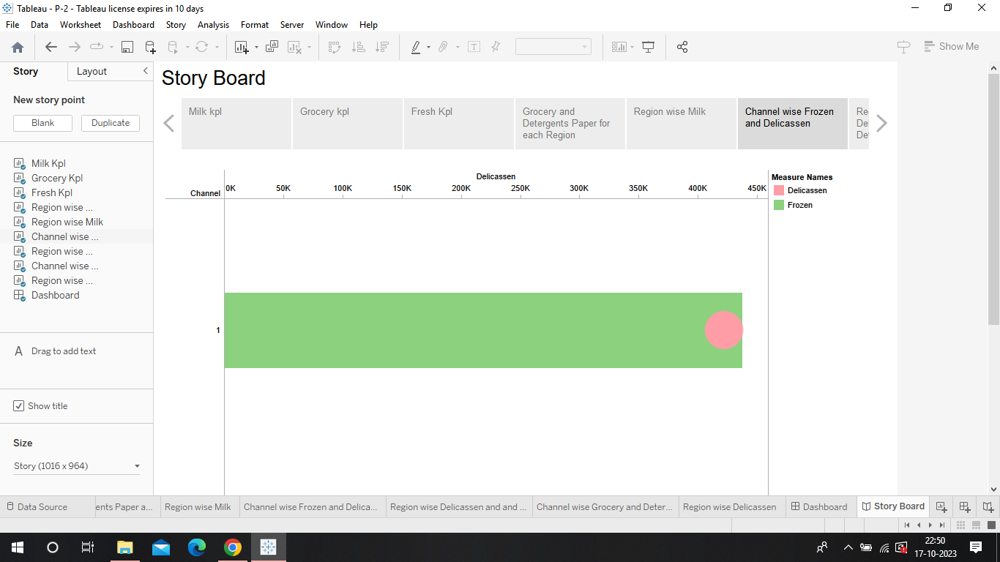 Tableau - P-2 - Tableau license expires in 10 days
File Data Worksheet Dashboard Story Analysis Format Server Window Help
Show Me
Story Layout
New story point
Blank Duplicate
Milk Kpl
Grocery Kpl
Fresh Kpl
Region wise ...
Region wise Milk
Channel wise ...
Region wise ...
Channel wise ...
Region wise ...
Dashboard
A Drag to add text
Show title
Size
Story (1016 x 964)
Story Board
Milk kpl
Grocery kpl
Fresh Kpl
Grocery and
Detergents Paper for
each Region
Region wise Milk
Channel wise Frozen
and Delicassen
Re
De
Det
Delicassen
Channel
0K 50K 100K 150K 200K 250K 300K 350K 400K 450K
1
Measure Names
Delicassen
Frozen
Data Source ents Paper a... Region wise Milk Channel wise Frozen and Delica... Region wise Delicassen and and ... Channel wise Grocery and Deter... Region wise Delicassen Dashboard Story Board
22:50
17-10-2023